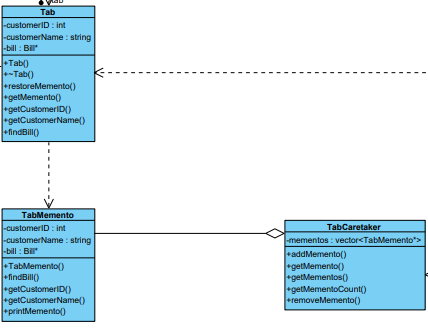 tab
Tab
-customerID : int
-customerName : string
-bill : Bill*
+Tab()
+~Tab()
+restoreMemento()
+getMemento()
+getCustomerID()
+getCustomerName()
+findBill()
TabMemento
-customerID : int
-customerName : string
-bill : Bill*
+TabMemento()
+findBill()
+getCustomerID()
+getCustomerName()
+printMemento()
TabCaretaker
-mementos : vector<TabMemento*>
+addMemento()
+getMemento()
+getMementos()
+getMementoCount()
+removeMemento()